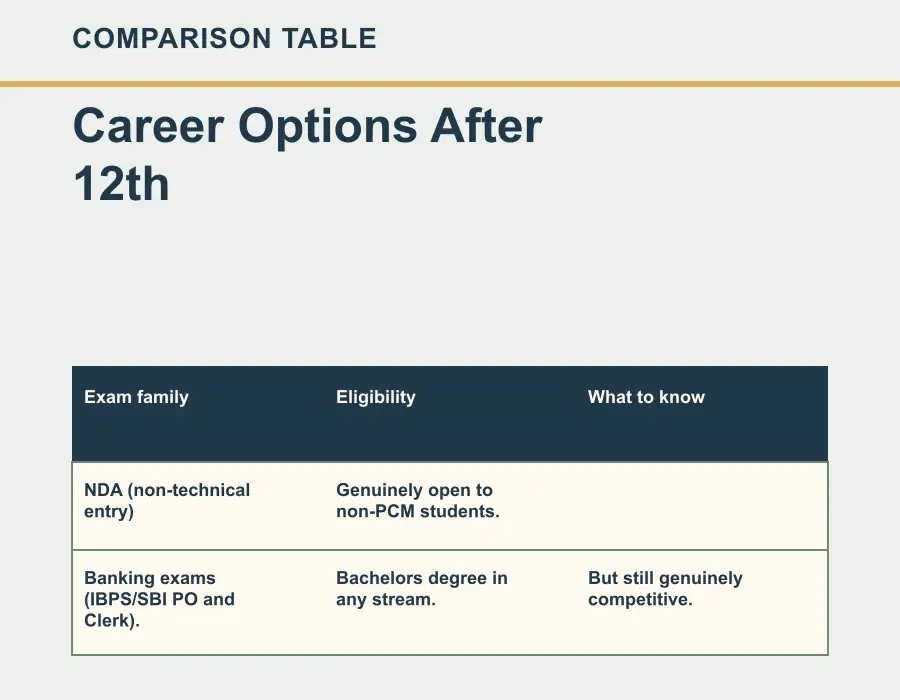 COMPARISON TABLE
Career Options After
12th
Exam family
Eligibility
What to know
NDA (non-technical
entry)
Genuinely open to
non-PCM students.
Banking exams
(IBPS/SBI PO and
Clerk).
Bachelors degree in
any stream.
But still genuinely
competitive.